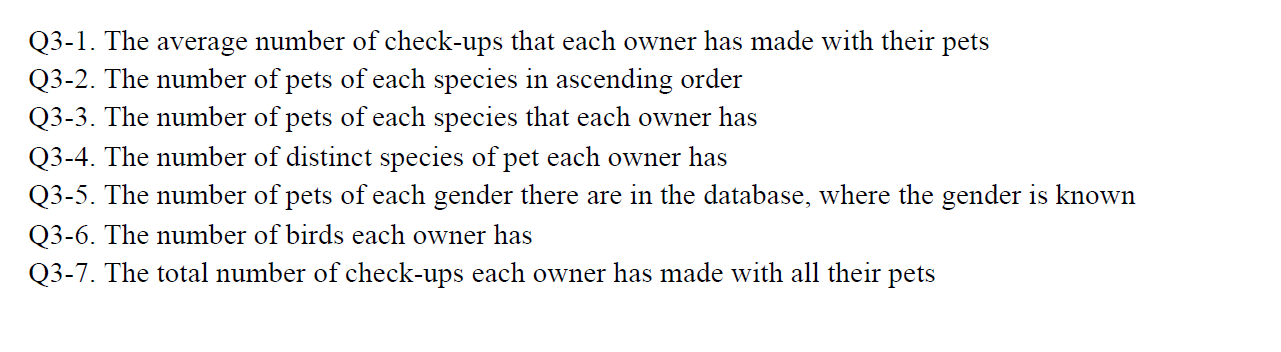 Q3-1. The average number of check-ups that each owner has made with their pets
Q3-2. The number of pets of each species in ascending order
Q3-3. The number of pets of each species that each owner has
Q3-4. The number of distinct species of pet each owner has
Q3-5. The number of pets of each gender there are in the database, where the gender is known
Q3-6. The number of birds each owner has
Q3-7. The total number of check-ups each owner has made with all their pets